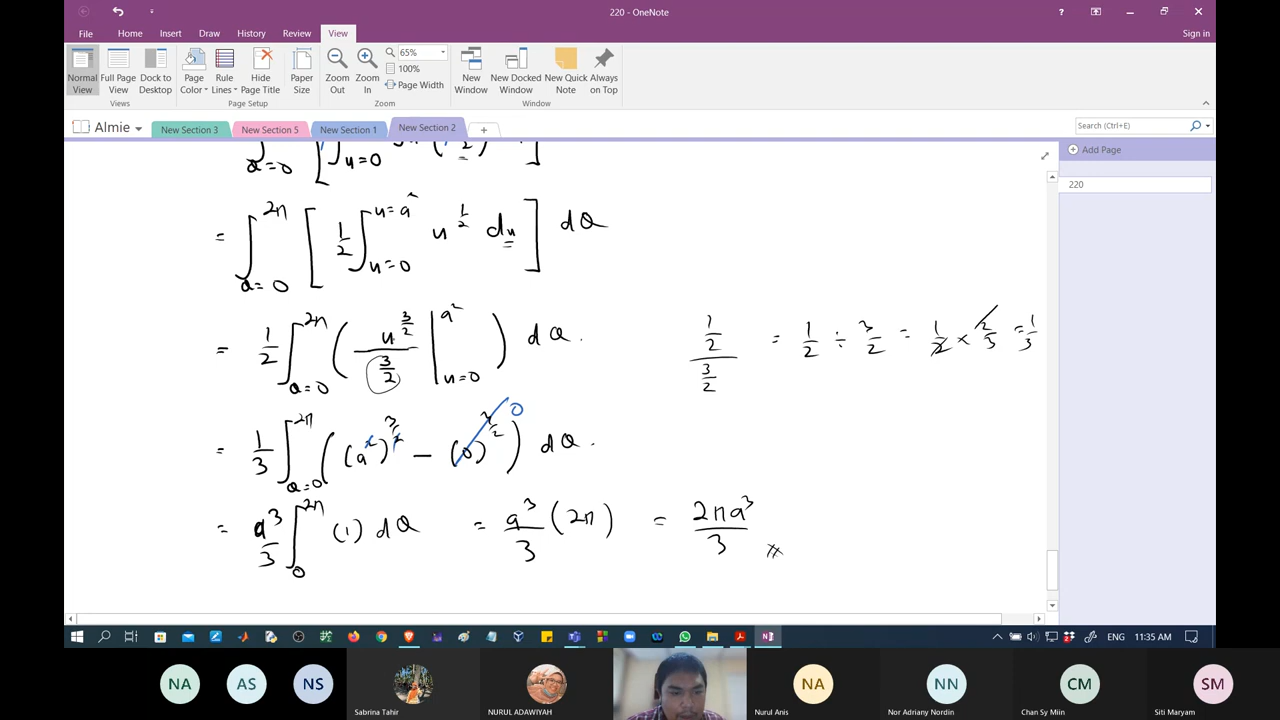 220 - OneNote
?
File Home Insert Draw History Review View Sign in
Normal View
Full Page View
Dock to Desktop
Page Color
Rule Lines
Hide Page Title
Paper Size
Zoom Out
Zoom In
65%
100%
Page Width
New Window
New Docked Window
New Quick Note
Always on Top
Views Page Setup Zoom Window
Almie New Section 3 New Section 5 New Section 1 New Section 2 + Search (Ctrl+E)
Add Page
220
a=0 u=0
= ∫_{θ=0}^{2π} [ 1/2 ∫_{u=0}^{u=a²} u^{1/2} du ] dθ
= 1/2 ∫_{θ=0}^{2π} ( u^{3/2} / (3/2) |_{u=0}^{a²} ) dθ.
(1/2)/(3/2) = 1/2 ÷ 3/2 = 1/2 × 2/3 = 1/3
= 1/3 ∫_{θ=0}^{2π} ( (a²)^{3/2} − (0)^{3/2} ) dθ. 0
= a³/3 ∫_0^{2π} (1) dθ = a³/3 (2π) = 2πa³/3
ENG 11:35 AM
NA
AS
NS
Sabrina Tahir
NURUL ADAWIYAH
NA
Nurul Anis
NN
Nor Adriany Nordin
CM
Chan Sy Miin
SM
Siti Maryam